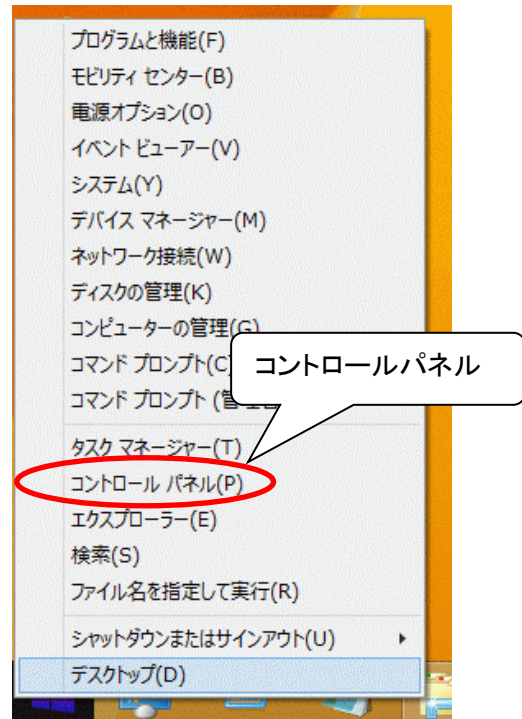 プログラムと機能(F)
モビリティ センター(B)
電源オプション(O)
イベント ビューアー(V)
システム(Y)
デバイス マネージャー(M)
ネットワーク接続(W)
ディスクの管理(K)
コンピューターの管理(G)
コマンド プロンプト(C)
コマンド プロンプト (
コントロールパネル
タスク マネージャー(T)
コントロール パネル(P)
エクスプローラー(E)
検索(S)
ファイル名を指定して実行(R)
シャットダウンまたはサインアウト(U)
デスクトップ(D)